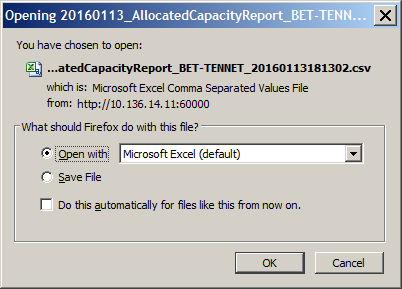 Opening 20160113_AllocatedCapacityReport_BET-TENN...
You have chosen to open:
...atedCapacityReport_BET-TENNET_20160113181302.csv
which is: Microsoft Excel Comma Separated Values File
from: http://10.136.14.11:60000
What should Firefox do with this file?
Open with Microsoft Excel (default)
Save File
Do this automatically for files like this from now on.
OK Cancel